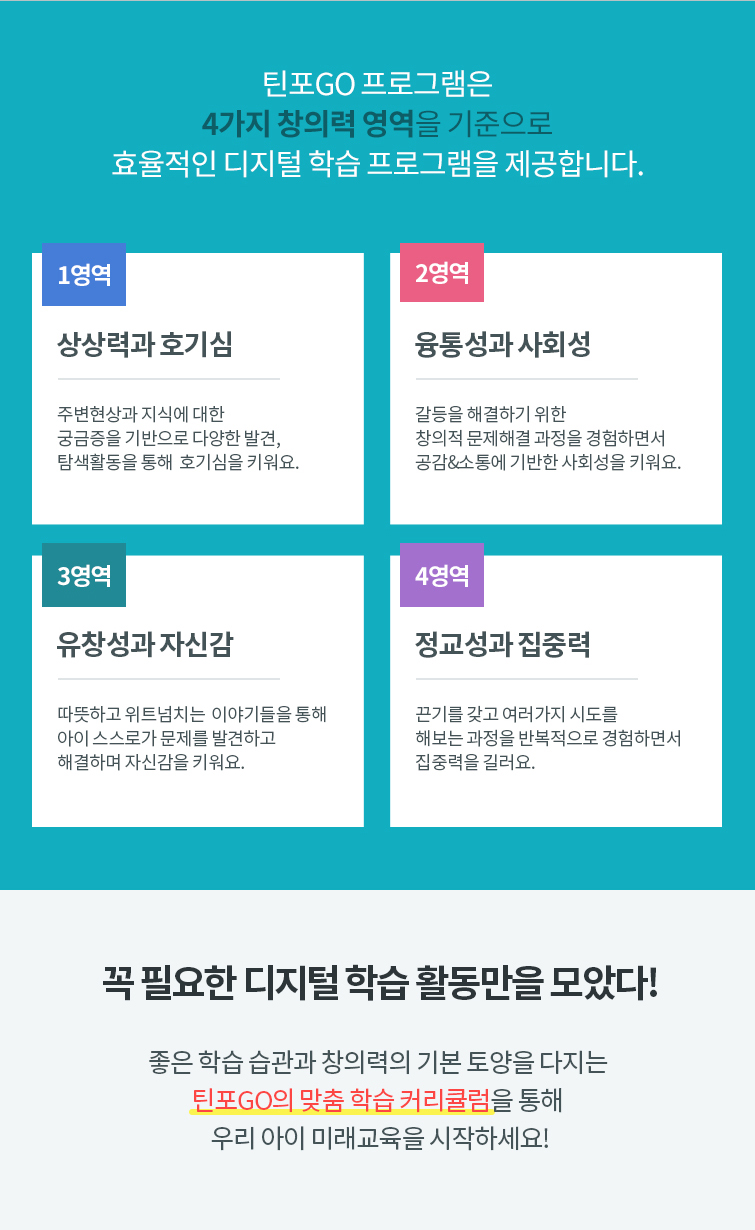 틴포GO 프로그램은
4가지 창의력 영역을 기준으로
효율적인 디지털 학습 프로그램을 제공합니다.
1영역
상상력과 호기심
주변현상과 지식에 대한
궁금증을 기반으로 다양한 발견,
탐색활동을 통해 호기심을 키워요.
2영역
융통성과 사회성
갈등을 해결하기 위한
창의적 문제해결 과정을 경험하면서
공감&소통에 기반한 사회성을 키워요.
3영역
유창성과 자신감
따뜻하고 위트넘치는 이야기들을 통해
아이 스스로가 문제를 발견하고
해결하며 자신감을 키워요.
4영역
정교성과 집중력
끈기를 갖고 여러가지 시도를
해보는 과정을 반복적으로 경험하면서
집중력을 길러요.
꼭 필요한 디지털 학습 활동만을 모았다!
좋은 학습 습관과 창의력의 기본 토양을 다지는
틴포GO의 맞춤 학습 커리큘럼을 통해
우리 아이 미래교육을 시작하세요!